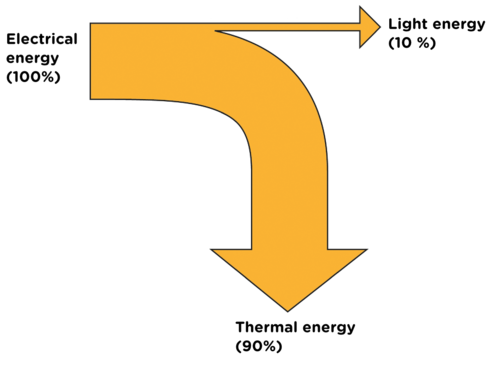 Electrical
energy
(100%)
Light energy
(10 %)
Thermal energy
(90%)